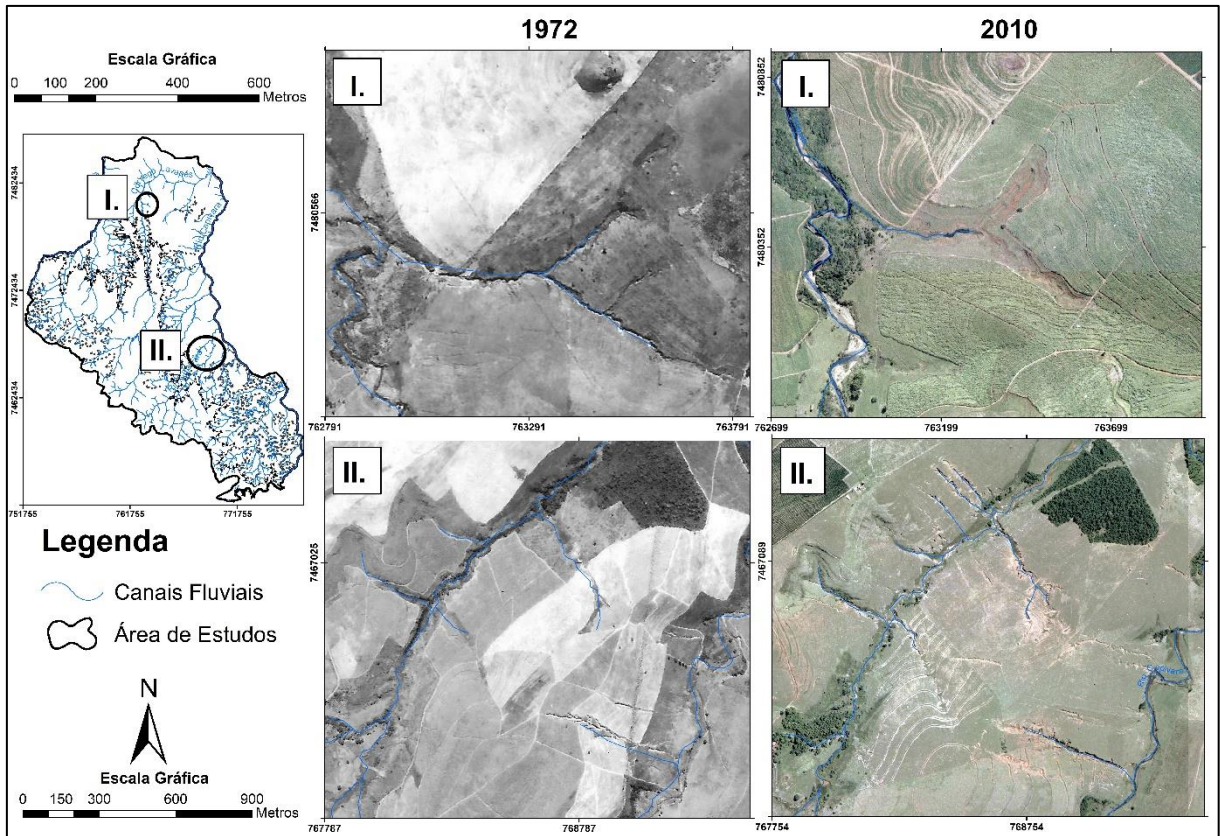 1972
2010
Escala Gráfica
0 100 200 400 600
Metros
I.
II.
7482434
7472434
7462434
751755
761755
771755
Legenda
Canais Fluviais
Área de Estudos
N
Escala Gráfica
0 150 300 600 900
Metros
I.
7480566
762791
763291
763791
I.
7480852
7480352
762699
763199
763699
II.
7467025
767787
768787
II.
7467089
767754
768754